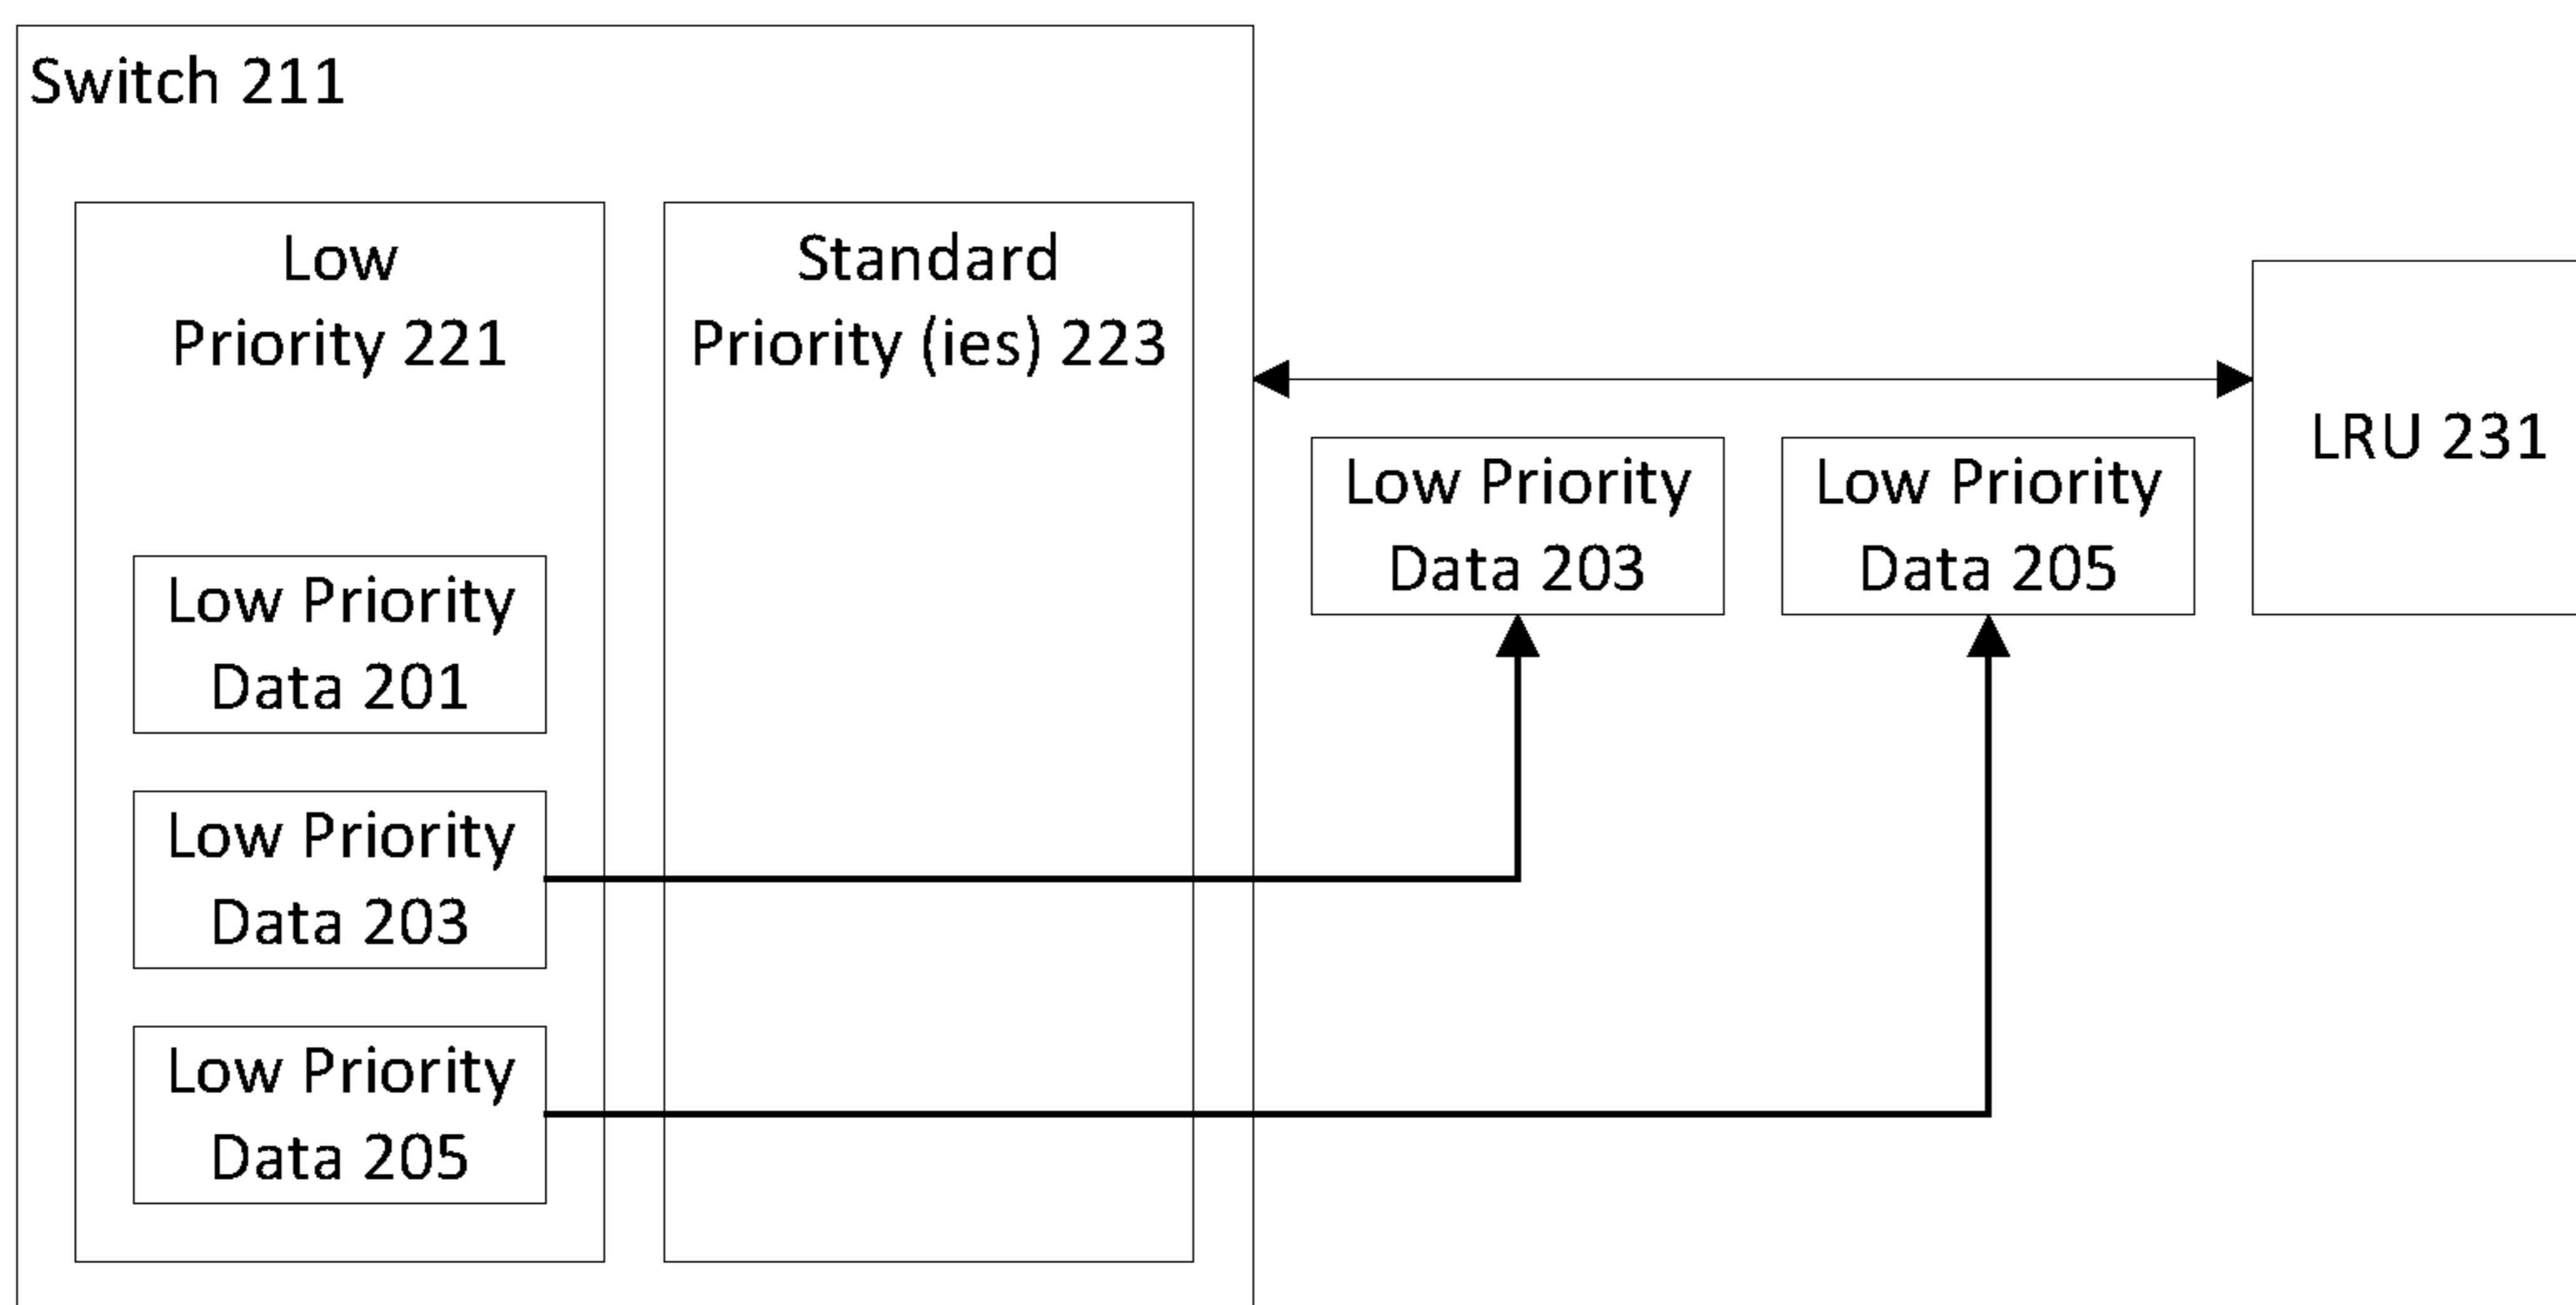 Switch 211
Low
Priority 221
Standard
Priority (ies) 223
Low Priority
Data 201
Low Priority
Data 203
Low Priority
Data 205
Low Priority
Data 203
Low Priority
Data 205
LRU 231